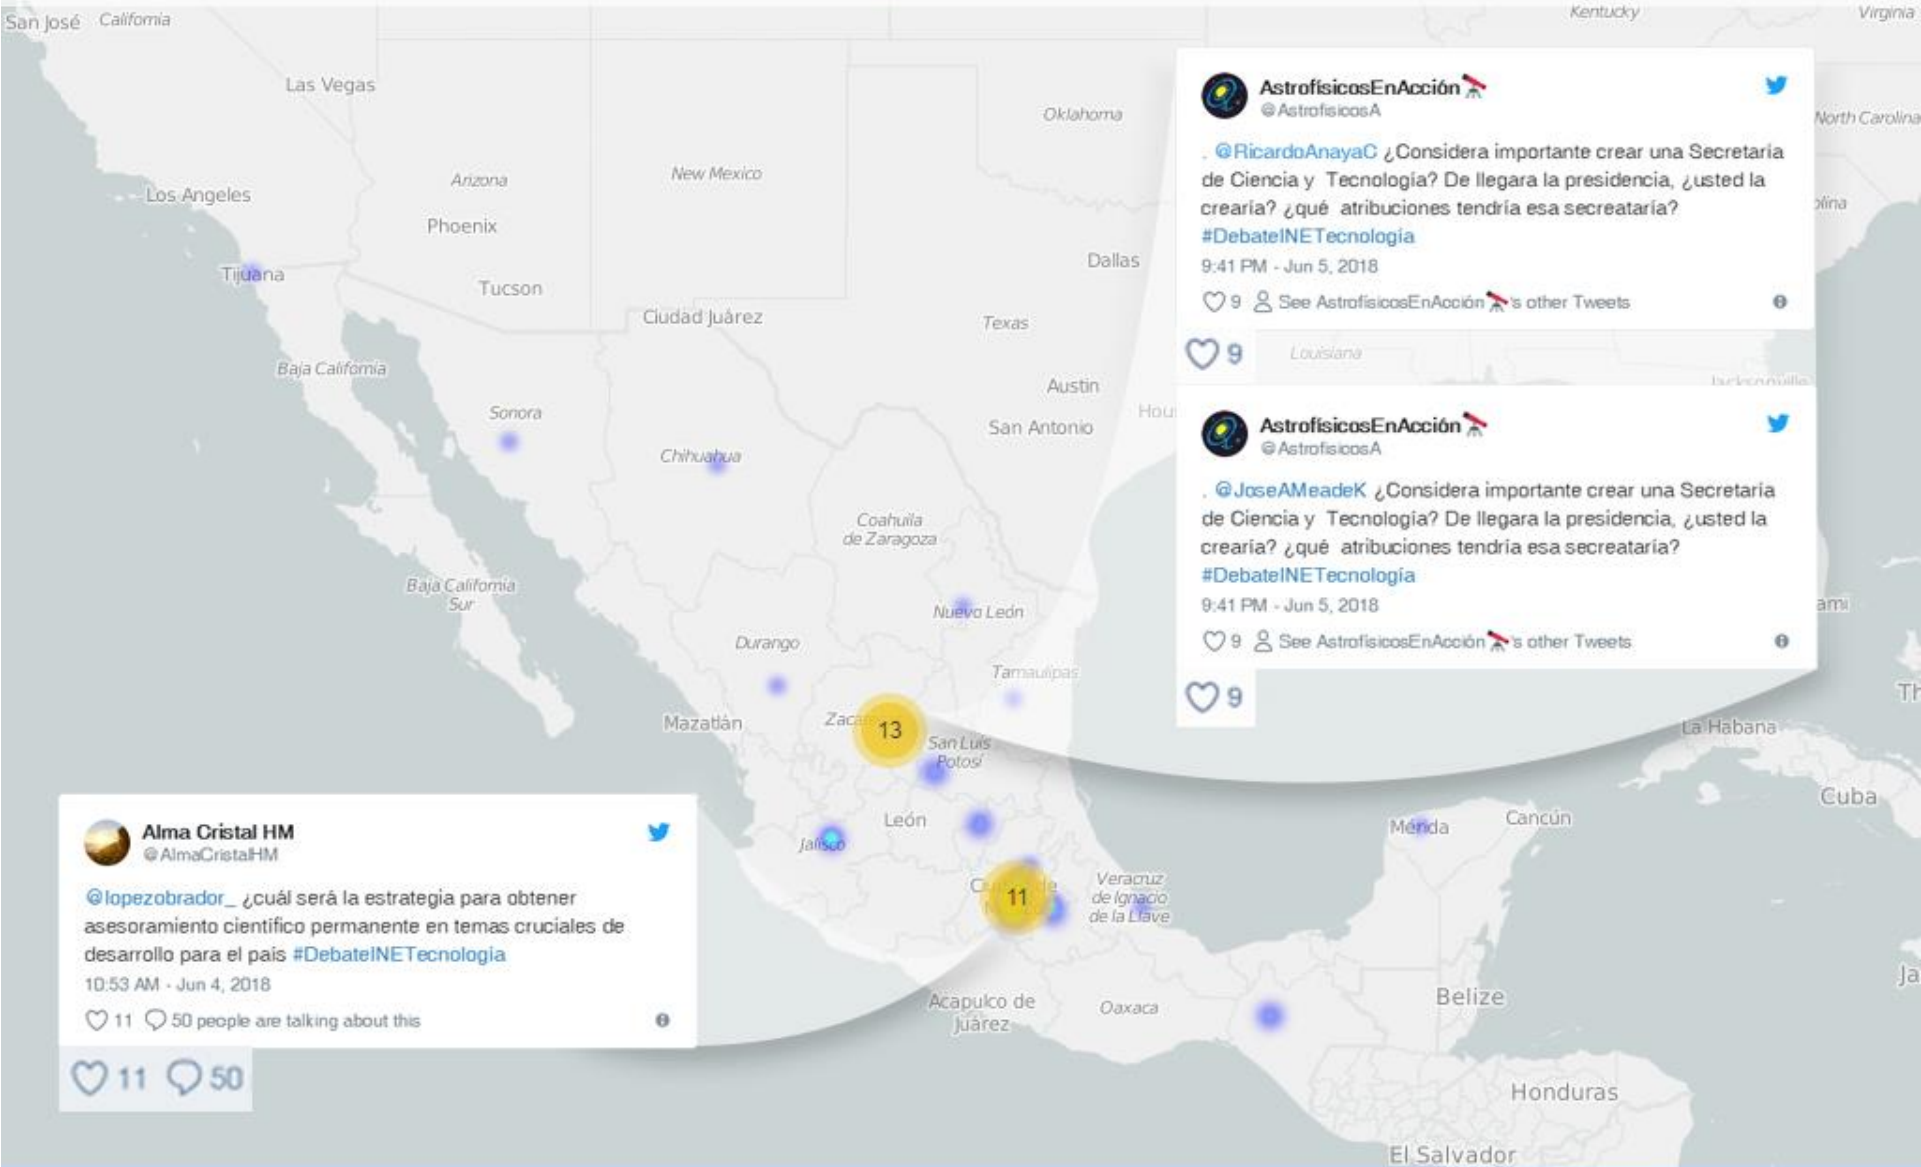 San José
California
Kentucky
Virginia
Las Vegas
Oklahoma
North Carolina
Arizona
New Mexico
Los Angeles
Phoenix
Dallas
Tijuana
Tucson
Ciudad Juárez
Texas
Baja California
Austin
Sonora
San Antonio
Chihuahua
Coahuila
de Zaragoza
Baja California
Sur
Nuevo León
Durango
Tamaulipas
Mazatlán
13
San Luis
Potosí
León
Jalisco
11
Veracruz
de Ignacio
de la Llave
Acapulco de
Juárez
Oaxaca
Mérida
Cancún
La Habana
Cuba
Belize
Honduras
El Salvador
Louisiana
Jacksonville
AstrofísicosEnAcción
@AstrofisicosA
. @RicardoAnayaC ¿Considera importante crear una Secretaría
de Ciencia y Tecnología? De llegara la presidencia, ¿usted la
crearía? ¿qué atribuciones tendría esa secreataría?
#DebateINETecnología
9:41 PM - Jun 5, 2018
9 See AstrofísicosEnAcción 's other Tweets
9
AstrofísicosEnAcción
@AstrofisicosA
. @JoseAMeadeK ¿Considera importante crear una Secretaría
de Ciencia y Tecnología? De llegara la presidencia, ¿usted la
crearía? ¿qué atribuciones tendría esa secreataría?
#DebateINETecnología
9:41 PM - Jun 5, 2018
9 See AstrofísicosEnAcción 's other Tweets
9
Alma Cristal HM
@AlmaCristalHM
@lopezobrador_ ¿cuál será la estrategia para obtener
asesoramiento científico permanente en temas cruciales de
desarrollo para el país #DebateINETecnología
10:53 AM - Jun 4, 2018
11 50 people are talking about this
11 50